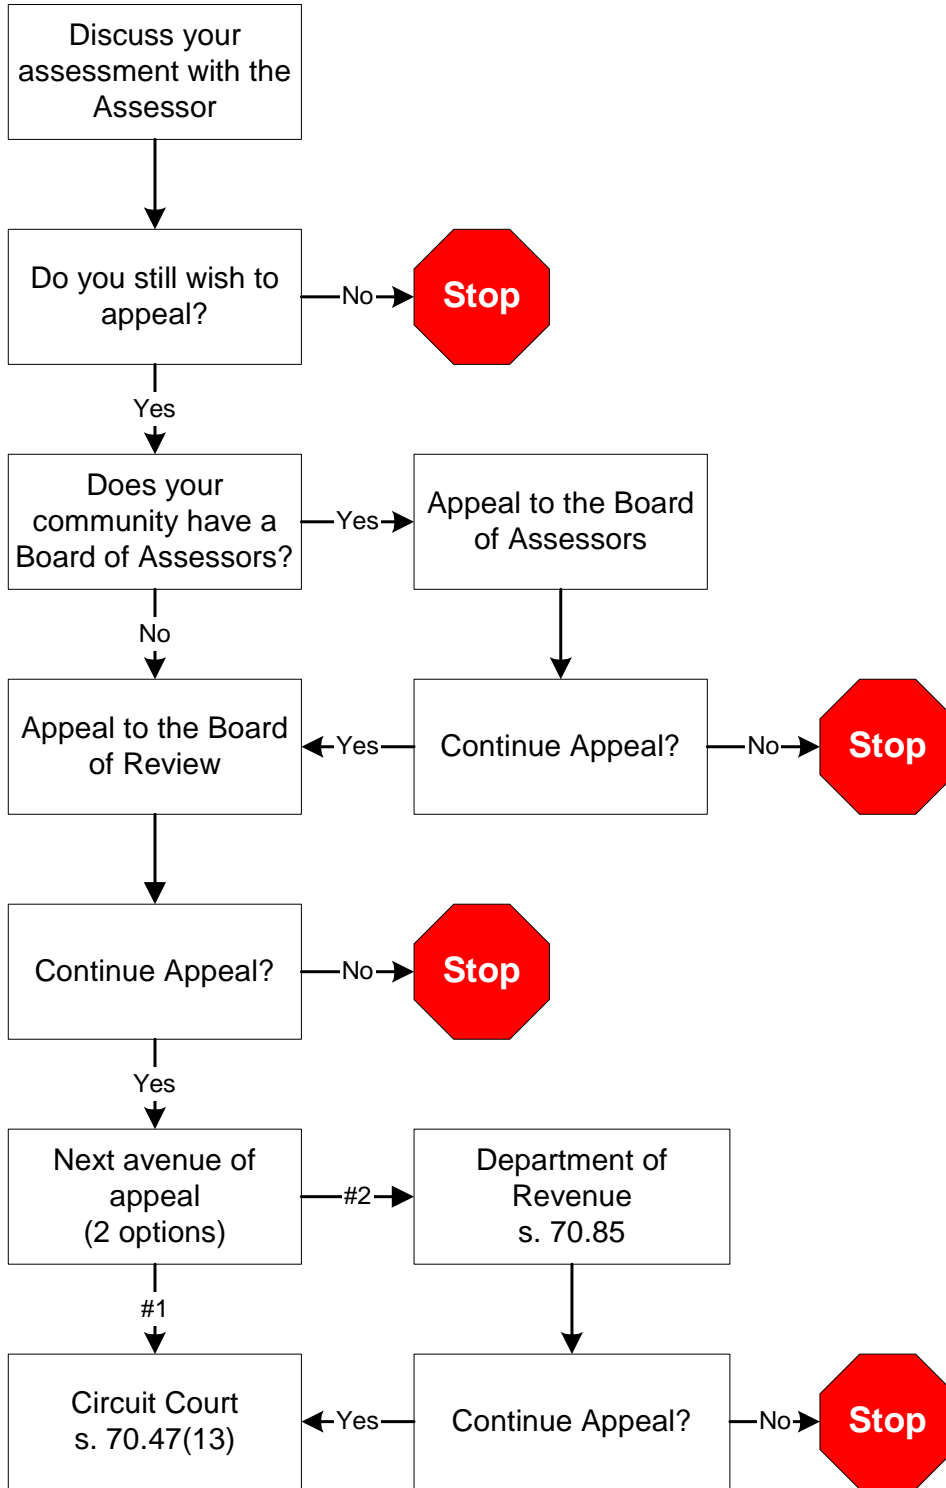 Discuss your
assessment with the
Assessor
Do you still wish to
appeal?
No
Stop
Yes
Does your
community have a
Board of Assessors?
Yes
Appeal to the Board
of Assessors
No
Appeal to the Board
of Review
Yes
Continue Appeal?
No
Stop
Continue Appeal?
No
Stop
Yes
Next avenue of
appeal
(2 options)
#2
Department of
Revenue
s. 70.85
#1
Circuit Court
s. 70.47(13)
Yes
Continue Appeal?
No
Stop